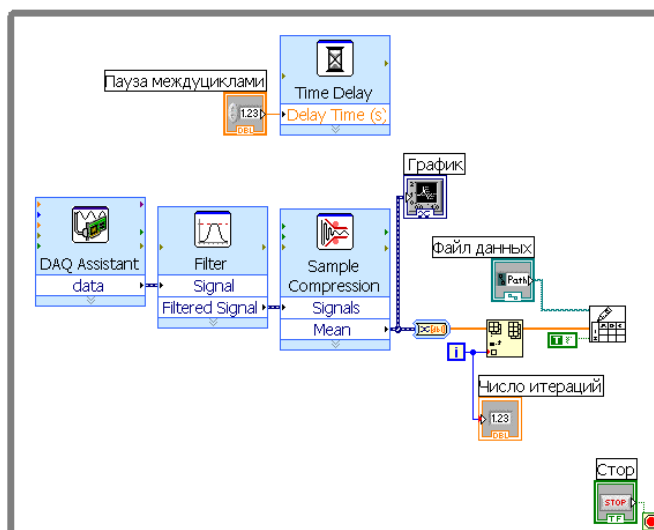 Пауза междуциклами
1.23
DBL
Time Delay
Delay Time (s)
График
DAQ Assistant
data
Filter
Signal
Filtered Signal
Sample
Compression
Signals
Mean
Файл данных
Path
T F
i
Число итераций
1.23
DBL
Стоп
STOP
TF